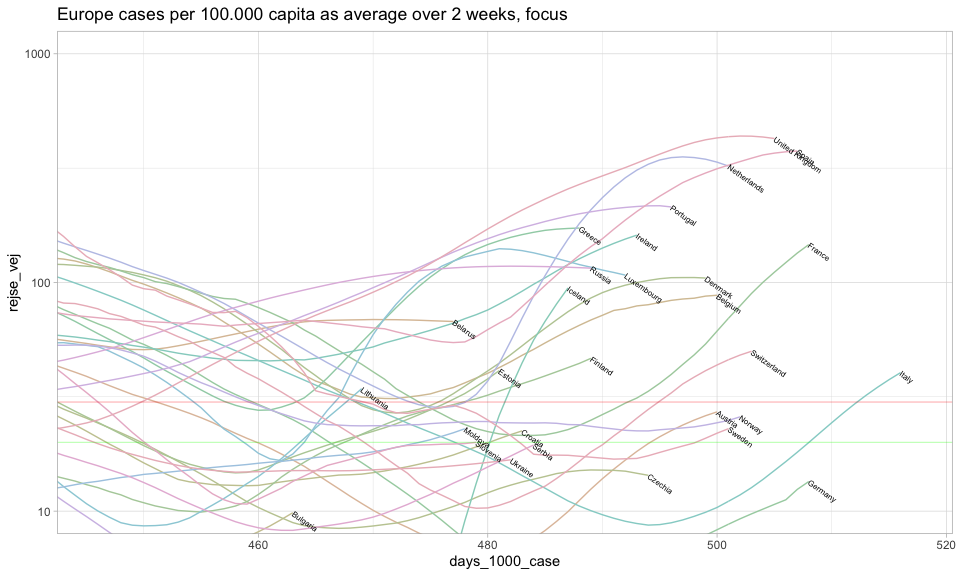 Europe cases per 100.000 capita as average over 2 weeks, focus
1000
United Kingdom
Spain
Netherlands
Portugal
Greece
Ireland
France
100
Russia
Luxembourg
Iceland
Denmark
Belgium
Belarus
Switzerland
Finland
Estonia
Italy
Lithuania
Austria
Norway
Sweden
Moldova
Croatia
Slovenia
Serbia
Ukraine
Czechia
Germany
10
Bulgaria
rejse_vej
460
480
500
520
days_1000_case